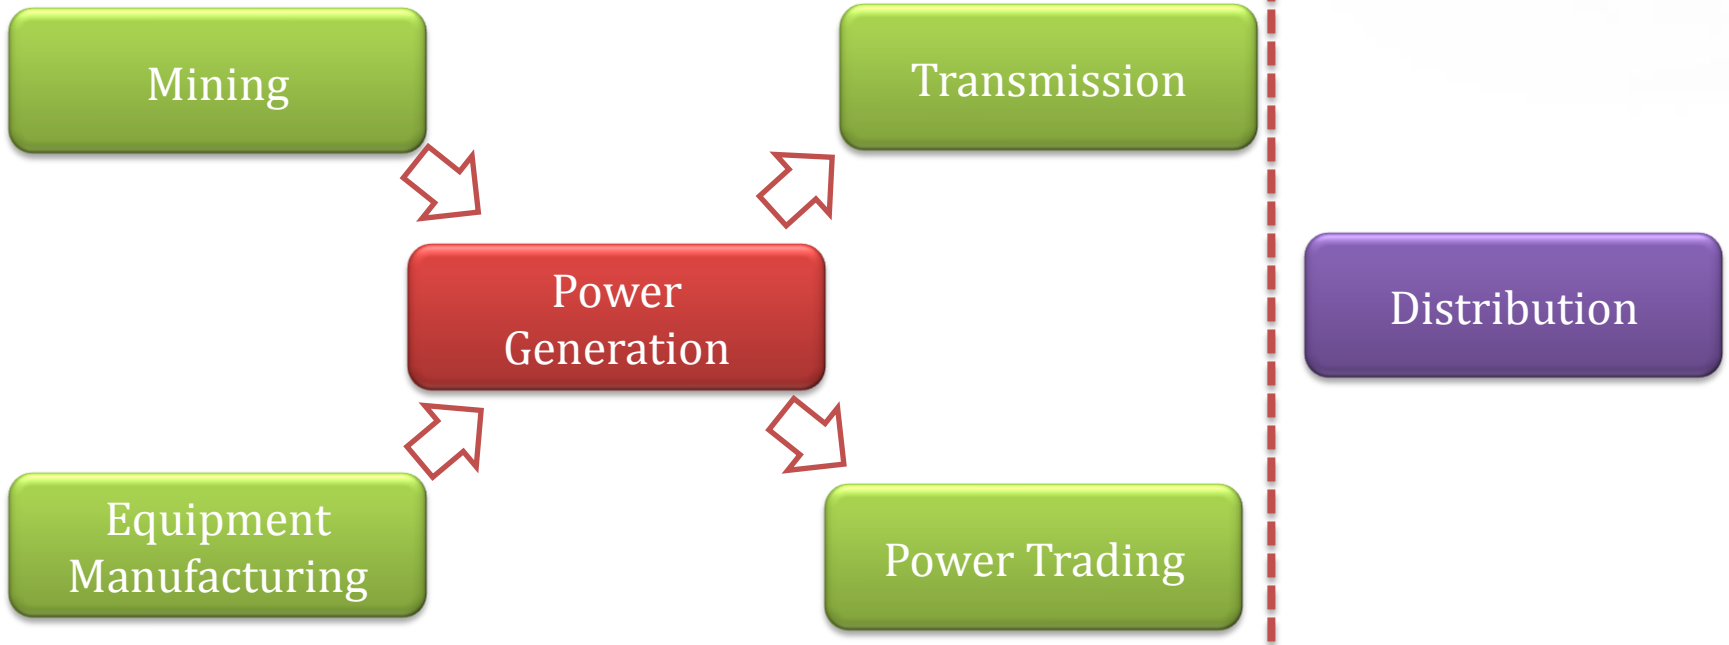 Mining
Transmission
Power
Generation
Distribution
Equipment
Manufacturing
Power Trading